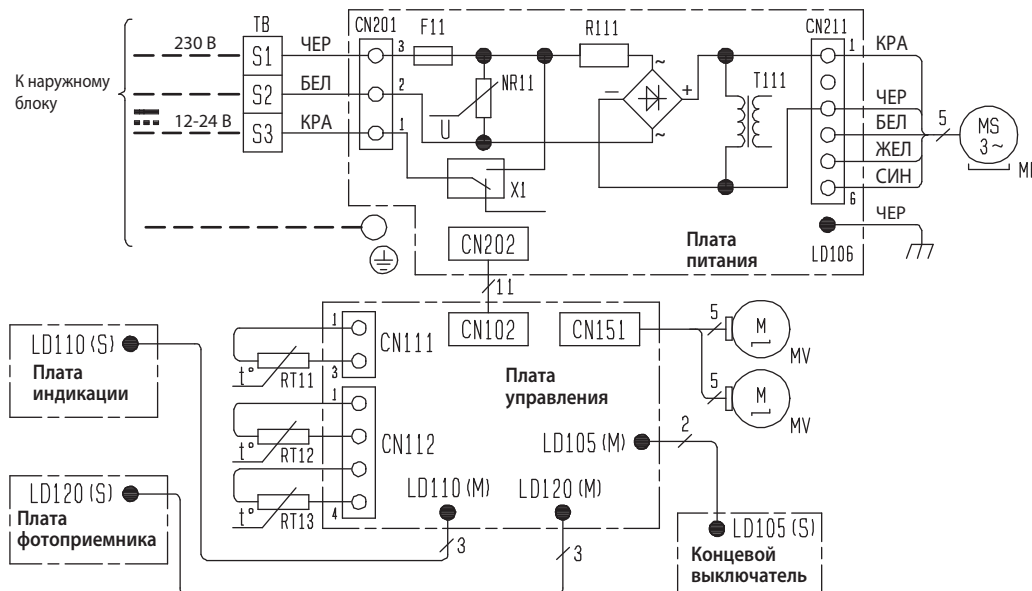 TB
CN201
F11
R111
CN211
230 В
S1
ЧЕР
3
1
КРА
К наружному
блоку
S2
БЕЛ
2
NR11
~
–
+
~
T111
12-24 В
S3
КРА
1
U
X1
ЧЕР
БЕЛ
ЖЕЛ
СИН
6
5
MS
3~
ЧЕР
LD106
CN202
Плата
питания
11
CN102
CN151
5
M
MV
5
M
MV
1
CN111
3
t°
RT11
1
CN112
t°
RT12
t°
RT13
4
Плата
управления
LD110 (S)
Плата
индикации
LD105 (M)
2
LD110 (M)
LD120 (M)
3
3
LD120 (S)
Плата
фотоприемника
LD105 (S)
Концевой
выключатель